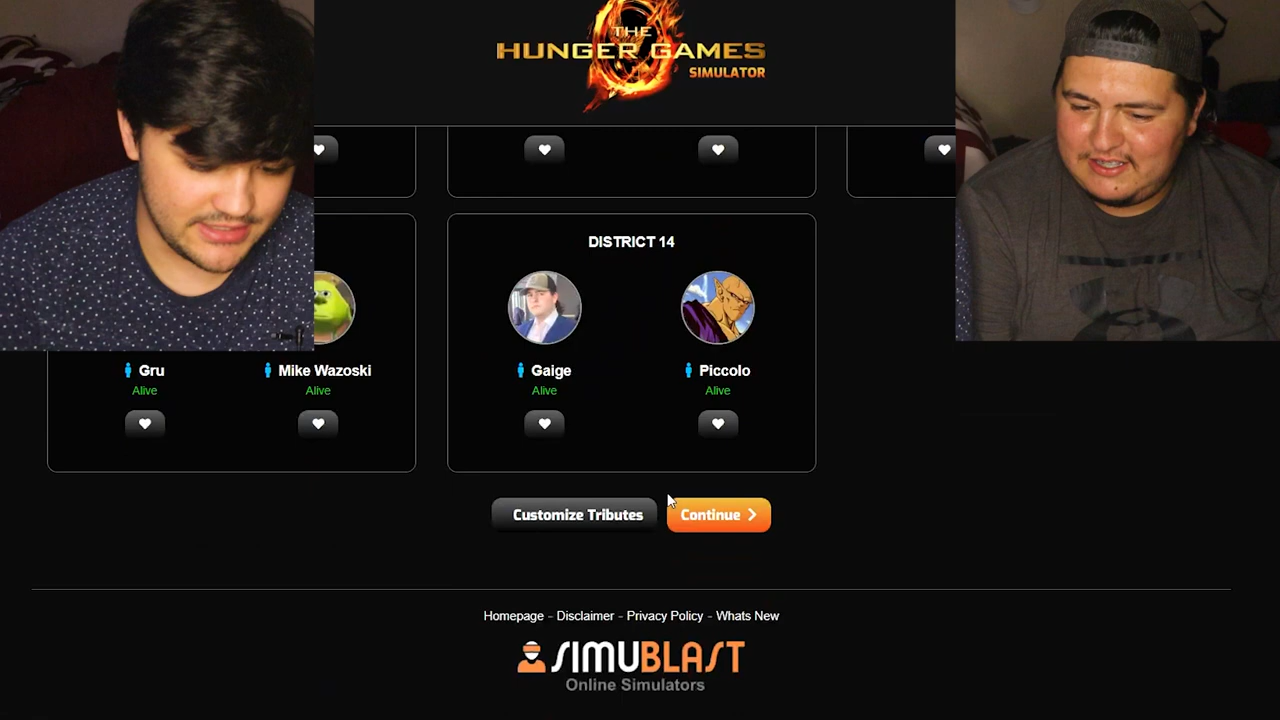 THE
HUNGER GAMES
SIMULATOR
DISTRICT 14
Gru
Mike Wazoski
Gaige
Piccolo
Alive
Alive
Alive
Alive
Customize Tributes
Continue
Homepage - Disclaimer - Privacy Policy - Whats New
SIMUBLAST
Online Simulators